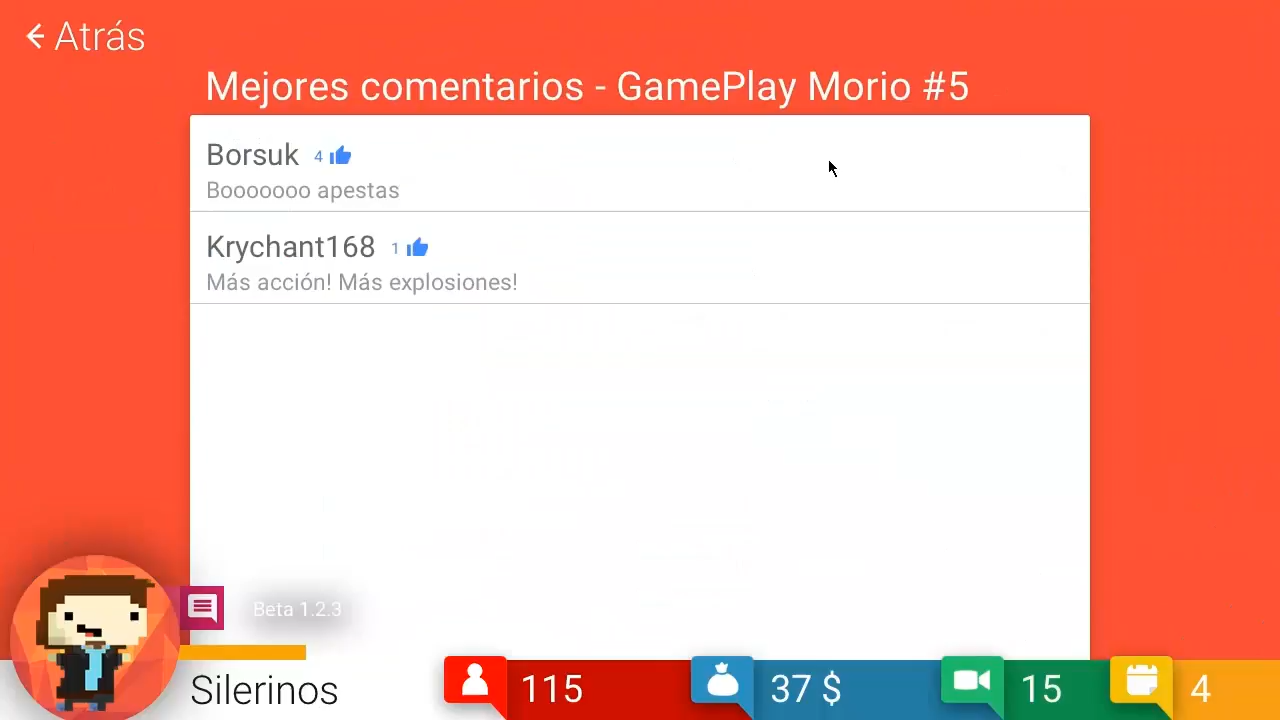 Atrás
Mejores comentarios - GamePlay Morio #5
Borsuk 4
Booooooo apestas
Krychant168 1
Más acción! Más explosiones!
Beta 1.2.3
Silerinos 115 37 $ 15 4